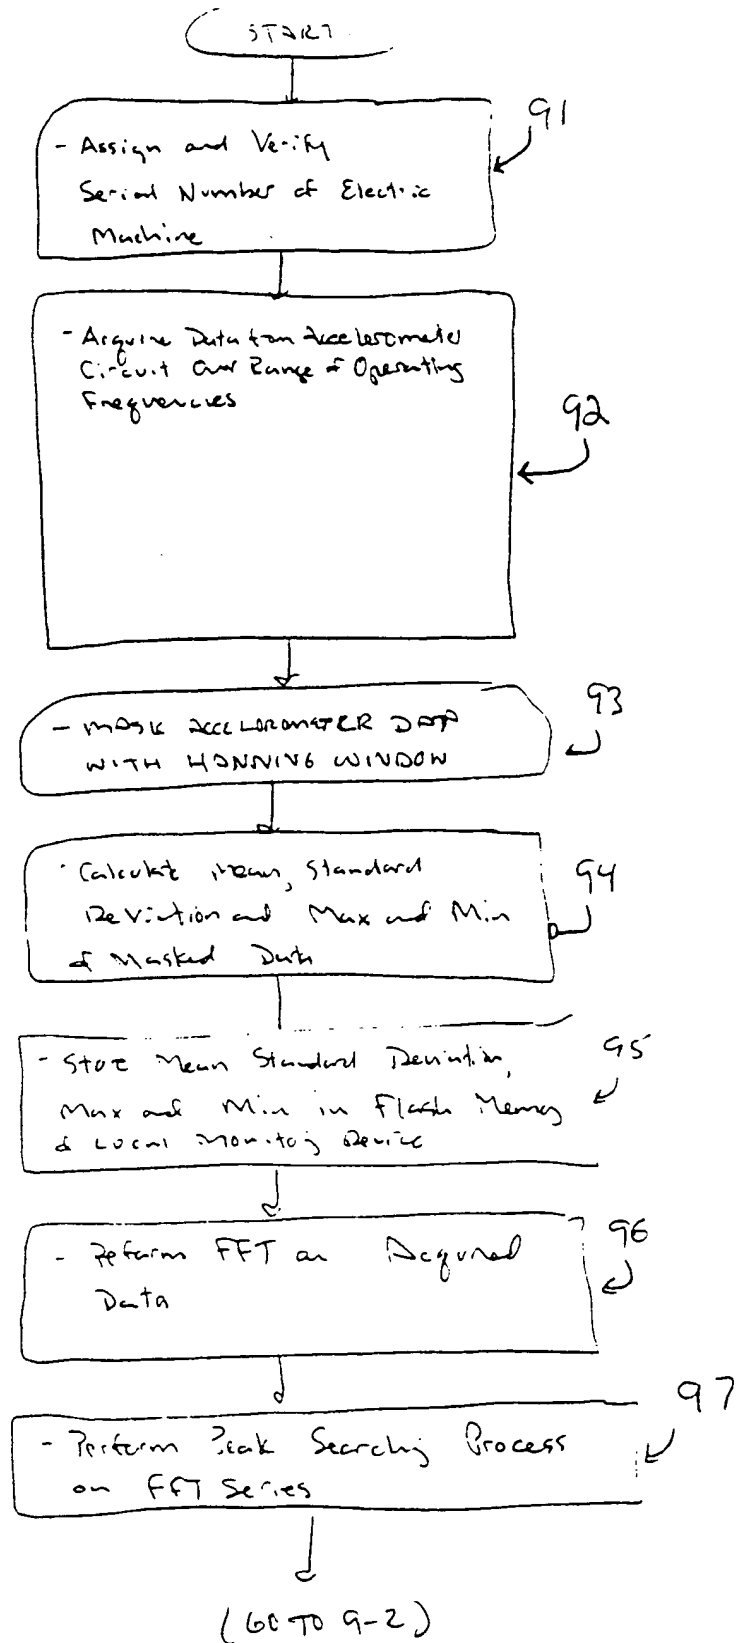 START
91
- Assign and Verify
Serial Number of Electric
Machine
- Acquire Data from Accelerometer
Circuit Over Range of Operating
Frequencies
92
93
- MASK ACCELOROMETER DATA
WITH HANNING WINDOW
- Calculate Mean, Standard
Deviation and Max and Min
of Masked Data
94
- Store Mean Standard Deviation,
Max and Min in Flash Memory
of Local Monitoring Device
95
- Perform FFT on Acquired
Data
96
97
- Perform Peak Searching Process
on FFT Series
(GO TO 9-2)